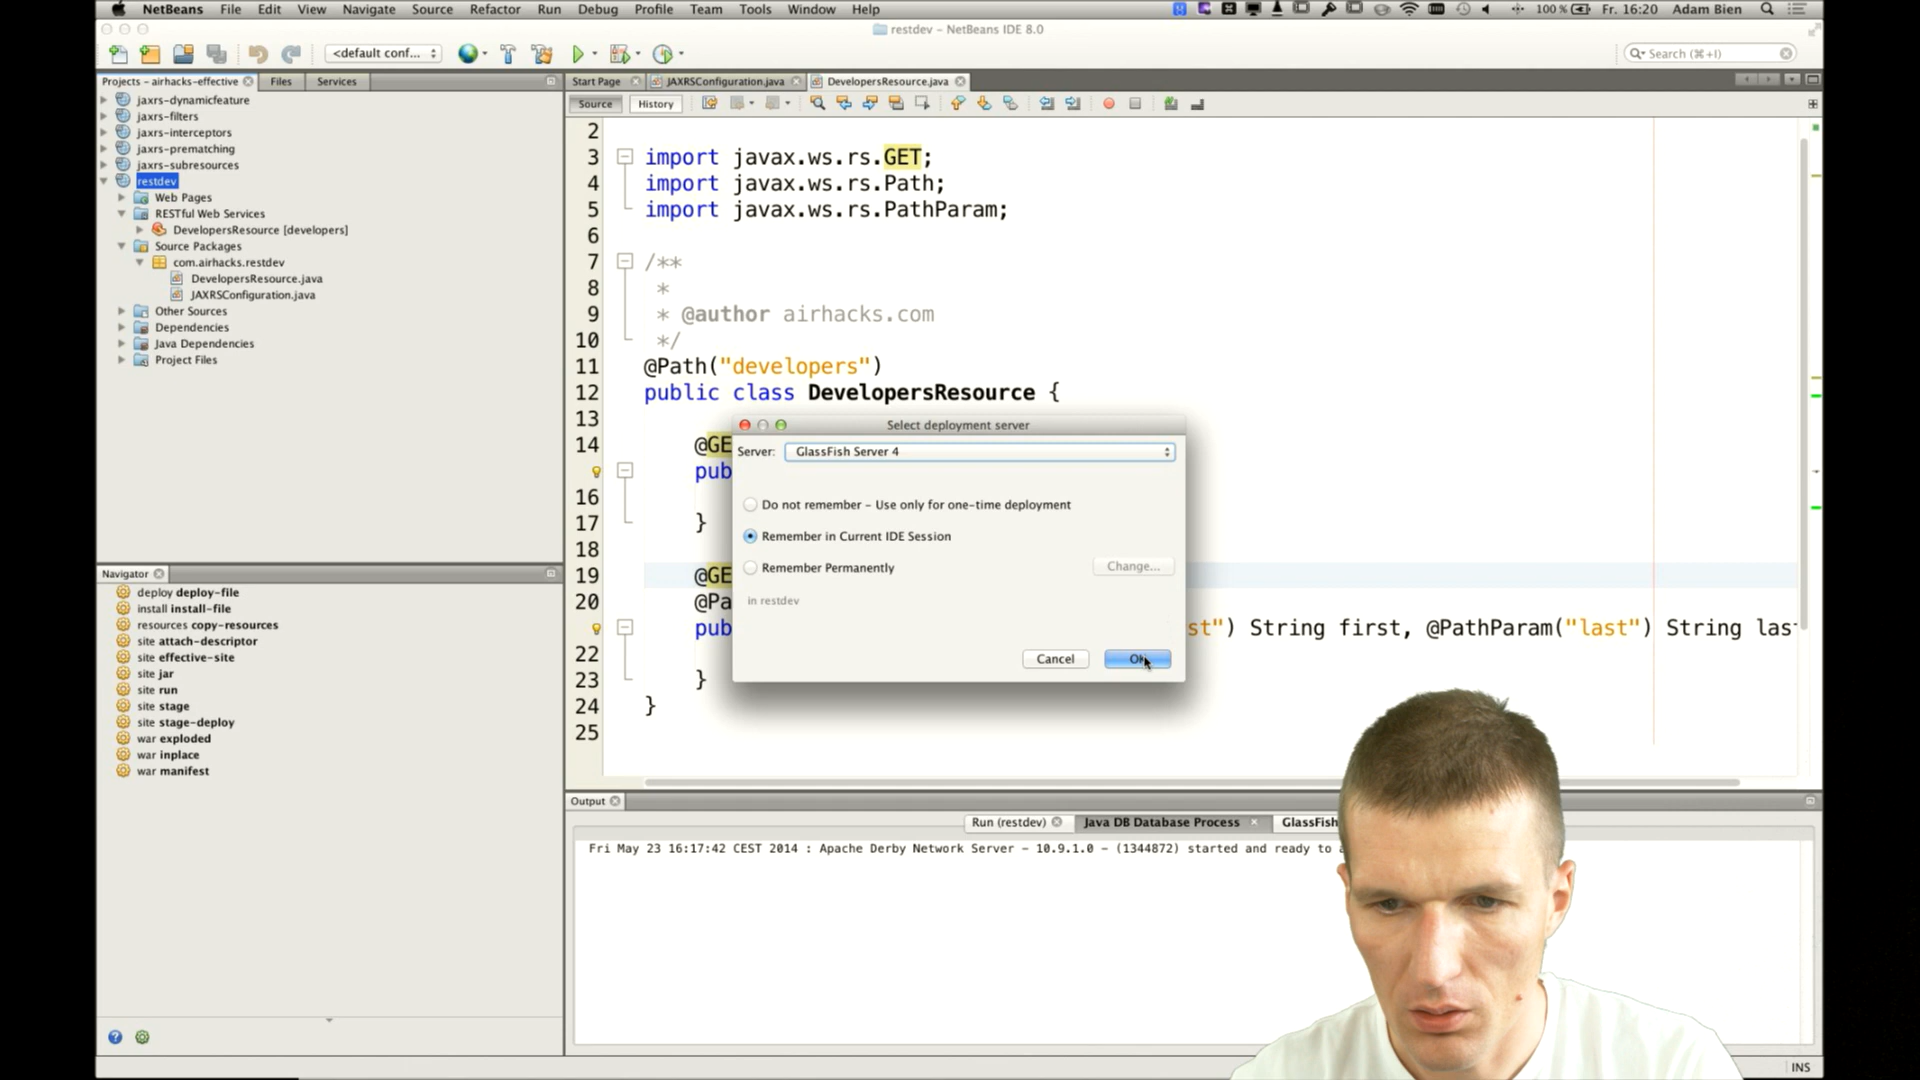 NetBeans File Edit View Navigate Source Refactor Run Debug Profile Team Tools Window Help 100% Fr. 16:20 Adam Bien
restdev – NetBeans IDE 8.0
<default conf... Search (⌘+I)
Projects – airhacks-effective Files Services
jaxrs-dynamicfeature
jaxrs-filters
jaxrs-interceptors
jaxrs-prematching
jaxrs-subresources
restdev
Web Pages
RESTful Web Services
DevelopersResource [developers]
Source Packages
com.airhacks.restdev
DevelopersResource.java
JAXRSConfiguration.java
Other Sources
Dependencies
Java Dependencies
Project Files
Navigator
deploy deploy-file
install install-file
resources copy-resources
site attach-descriptor
site effective-site
site jar
site run
site stage
site stage-deploy
war exploded
war inplace
war manifest
Start Page JAXRSConfiguration.java DevelopersResource.java
Source History
2
3 import javax.ws.rs.GET;
4 import javax.ws.rs.Path;
5 import javax.ws.rs.PathParam;
6
7 /**
8 *
9 * @author airhacks.com
10 */
11 @Path("developers")
12 public class DevelopersResource {
13
14 @GE
pub
16
17 }
18
19 @GE
20 @Pa
pub st") String first, @PathParam("last") String las
22
23 }
24 }
25
Select deployment server
Server: GlassFish Server 4
Do not remember – Use only for one-time deployment
Remember in Current IDE Session
Remember Permanently Change...
in restdev
Cancel
Output
Run (restdev) Java DB Database Process GlassFish
Fri May 23 16:17:42 CEST 2014 : Apache Derby Network Server – 10.9.1.0 – (1344872) started and ready to a
INS